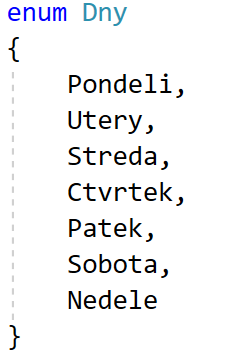 enum Dny
{
    Pondeli,
    Utery,
    Streda,
    Ctvrtek,
    Patek,
    Sobota,
    Nedele
}